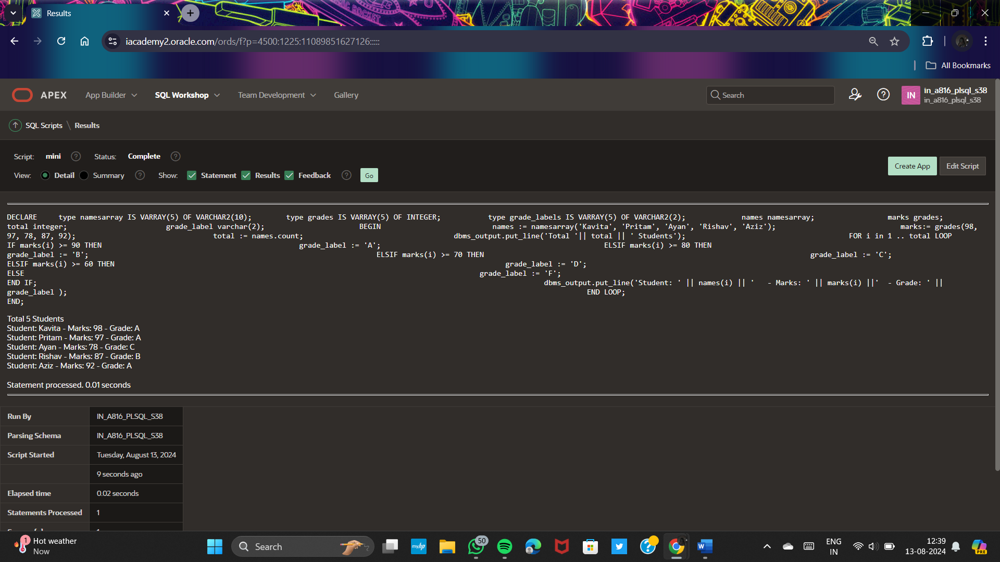 Results
iacademy2.oracle.com/ords/f?p=4500:1225:11089851627126:::::
All Bookmarks
APEX App Builder SQL Workshop Team Development Gallery Search IN in_a816_plsql_s38
in_a816_plsql_s38
SQL Scripts \ Results
Script: mini Status: Complete
View: Detail Summary Show: Statement Results Feedback Go Create App Edit Script
DECLARE type namesarray IS VARRAY(5) OF VARCHAR2(10); type grades IS VARRAY(5) OF INTEGER; type grade_labels IS VARRAY(5) OF VARCHAR2(2); names namesarray; marks grades;
total integer; grade_label varchar(2); BEGIN names := namesarray('Kavita', 'Pritam', 'Ayan', 'Rishav', 'Aziz'); marks:= grades(98,
97, 78, 87, 92); total := names.count; dbms_output.put_line('Total '|| total || ' Students'); FOR i in 1 .. total LOOP
IF marks(i) >= 90 THEN grade_label := 'A'; ELSIF marks(i) >= 80 THEN
grade_label := 'B'; ELSIF marks(i) >= 70 THEN grade_label := 'C';
ELSIF marks(i) >= 60 THEN grade_label := 'D';
ELSE grade_label := 'F';
END IF; dbms_output.put_line('Student: ' || names(i) || '   - Marks: ' || marks(i) ||'  - Grade: ' ||
grade_label ); END LOOP;
END;
Total 5 Students
Student: Kavita - Marks: 98 - Grade: A
Student: Pritam - Marks: 97 - Grade: A
Student: Ayan - Marks: 78 - Grade: C
Student: Rishav - Marks: 87 - Grade: B
Student: Aziz - Marks: 92 - Grade: A
Statement processed. 0.01 seconds
Run By IN_A816_PLSQL_S38
Parsing Schema IN_A816_PLSQL_S38
Script Started Tuesday, August 13, 2024
9 seconds ago
Elapsed time 0.02 seconds
Statements Processed 1
1 Hot weather
Now
Search
myhp
50
W
ENG
IN
12:39
13-08-2024
PRE